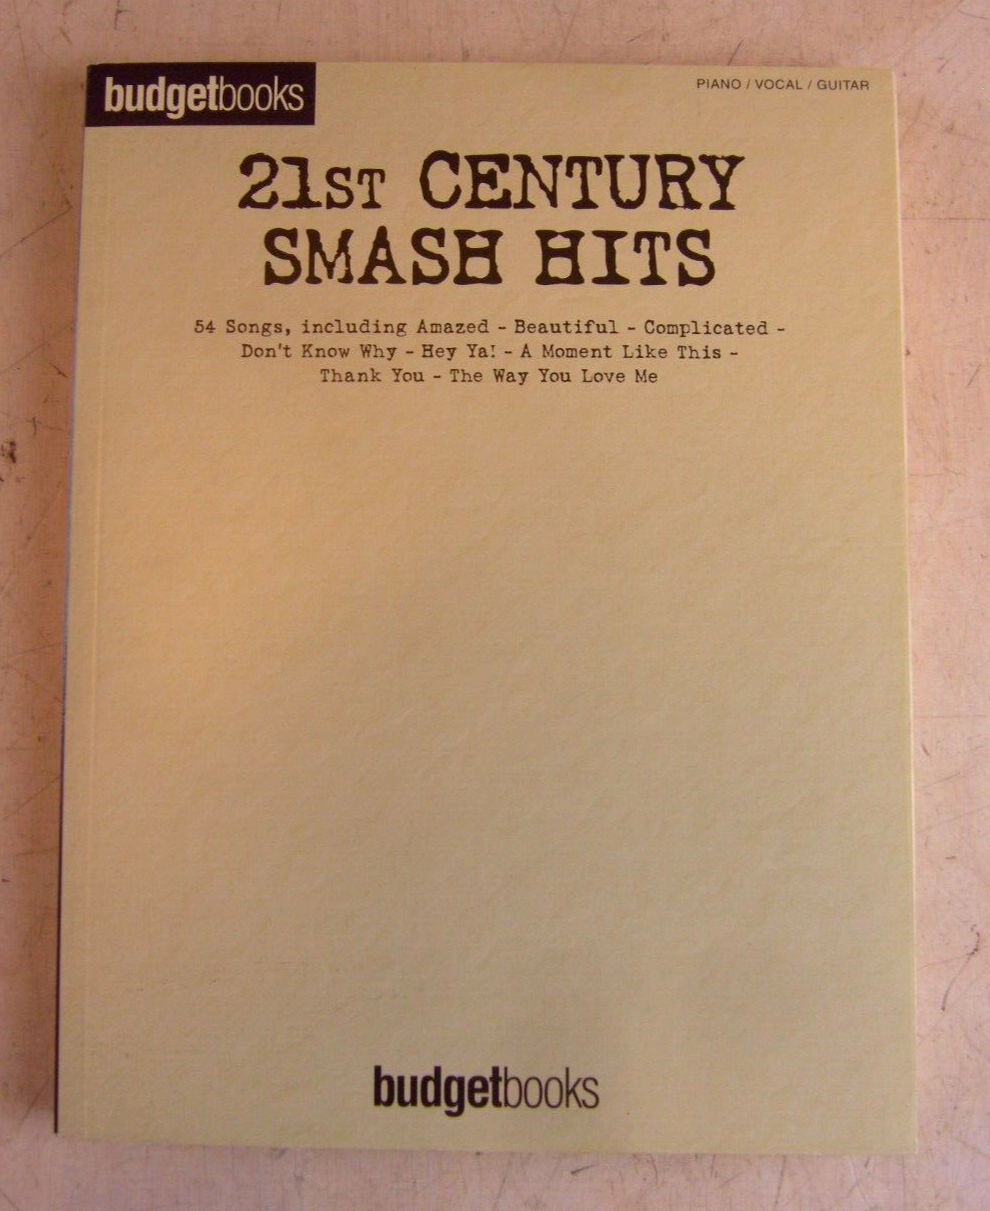 budgetbooks
PIANO / VOCAL / GUITAR
21ST CENTURY
SMASH HITS
54 Songs, including Amazed - Beautiful - Complicated -
Don't Know Why - Hey Ya! - A Moment Like This -
Thank You - The Way You Love Me
budgetbooks